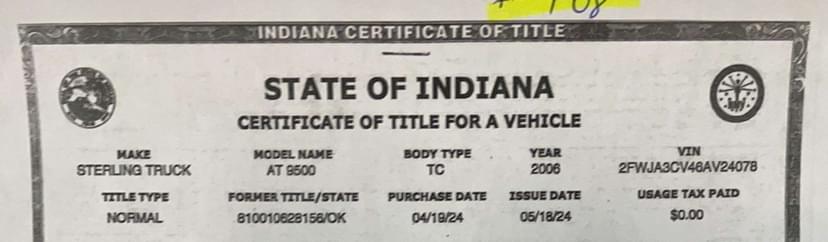 INDIANA CERTIFICATE OF TITLE
STATE OF INDIANA
CERTIFICATE OF TITLE FOR A VEHICLE
MAKE MODEL NAME BODY TYPE YEAR VIN
STERLING TRUCK AT 9500 TC 2006 2FWJA3CV46AV24078
TITLE TYPE FORMER TITLE/STATE PURCHASE DATE ISSUE DATE USAGE TAX PAID
NORMAL 810010628156/OK 04/19/24 05/18/24 $0.00